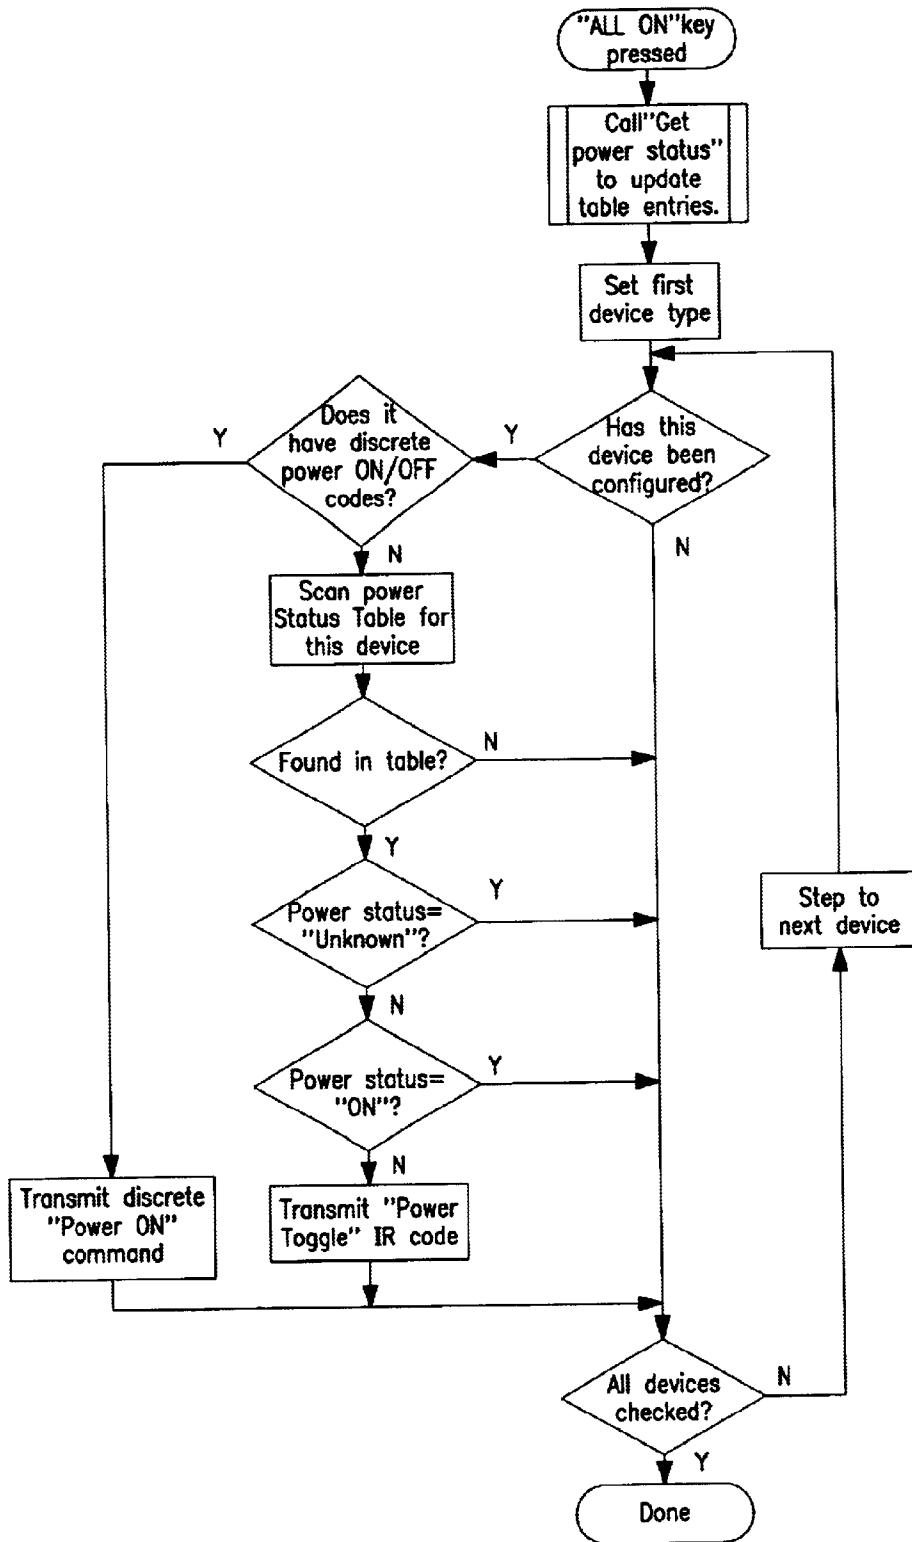 "ALL ON"key
pressed
Call"Get
power status"
to update
table entries.
Set first
device type
Has this
device been
configured?
Y
N
Does it
have discrete
power ON/OFF
codes?
Y
N
Scan power
Status Table for
this device
Found in table?
N
Y
Power status=
"Unknown"?
Y
N
Power status=
"ON"?
Y
N
Transmit discrete
"Power ON"
command
Transmit "Power
Toggle" IR code
Step to
next device
All devices
checked?
N
Y
Done